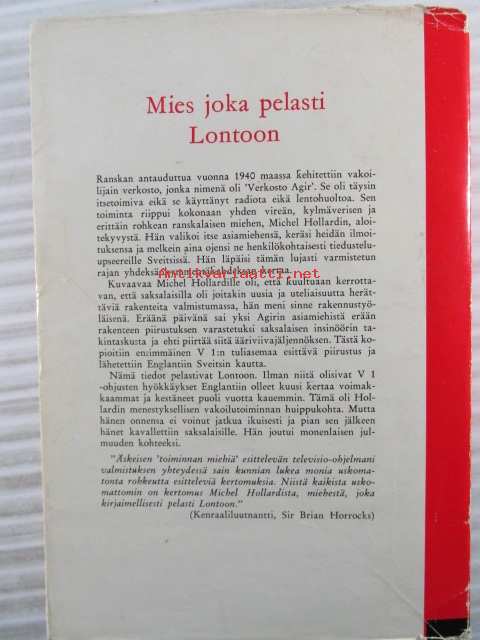 Mies joka pelasti
Lontoon
Ranskan antauduttua vuonna 1940 maassa kehitettiin vakoi-
lijain verkosto, jonka nimenä oli 'Verkosto Agir'. Se oli täysin
itsetoimiva eikä se käyttänyt radiota eikä lentohuoltoa. Sen
toiminta riippui kokonaan yhden vireän, kylmäverisen ja
erittäin rohkean ranskalaisen miehen, Michel Hollardin, aloi-
tekyvystä. Hän valikoi itse asiamiehensä, keräsi heidän ilmoi-
tuksensa ja melkein aina ojensi ne henkilökohtaisesti tiedustelu-
upseereille Sveitsissä. Hän läpäisi tämän lujasti varmistetun
rajan yhdeksänkymmentäkahdeksan kertaa.
antikvariaatti.net
Kuvaavaa Michel Hollardille oli, että kuultuaan kerrotta-
van, että saksalaisilla oli joitakin uusia ja uteliaisuutta herät-
täviä rakenteita valmistumassa, hän meni sinne rakennustyö-
läisenä. Eräänä päivänä sai yksi Agirin asiamiehistä erään
rakenteen piirustuksen varastetuksi saksalaisen insinöörin ta-
kintaskusta ja ehti piirtää siitä ääriviivajäljennöksen. Tästä ko-
pioitiin ensimmäinen V 1:n tuliasemaa esittävä piirustus ja
lähetettiin Englantiin Sveitsin kautta.
Nämä tiedot pelastivat Lontoon. Ilman niitä olisivat V 1
-ohjusten hyökkäykset Englantiin olleet kuusi kertaa voimak-
kaammat ja kestäneet puoli vuotta kauemmin. Tämä oli Hol-
lardin menestyksellisen vakoilutoiminnan huippukohta. Mutta
hänen onnensa ei voinut jatkua ikuisesti ja pian sen jälkeen
hänet kavallettiin saksalaisille. Hän joutui monenlaisen jul-
muuden kohteeksi.
"Äskeisen 'toiminnan miehiä' esittelevän televisio-ohjelmani
valmistuksen yhteydessä sain kunnian lukea monia uskoma-
tonta rohkeutta esitteleviä kertomuksia. Niistä kaikista usko-
mattomin on kertomus Michel Hollardista, miehestä, joka
kirjaimellisesti pelasti Lontoon."
(Kenraaliluutnantti, Sir Brian Horrocks)